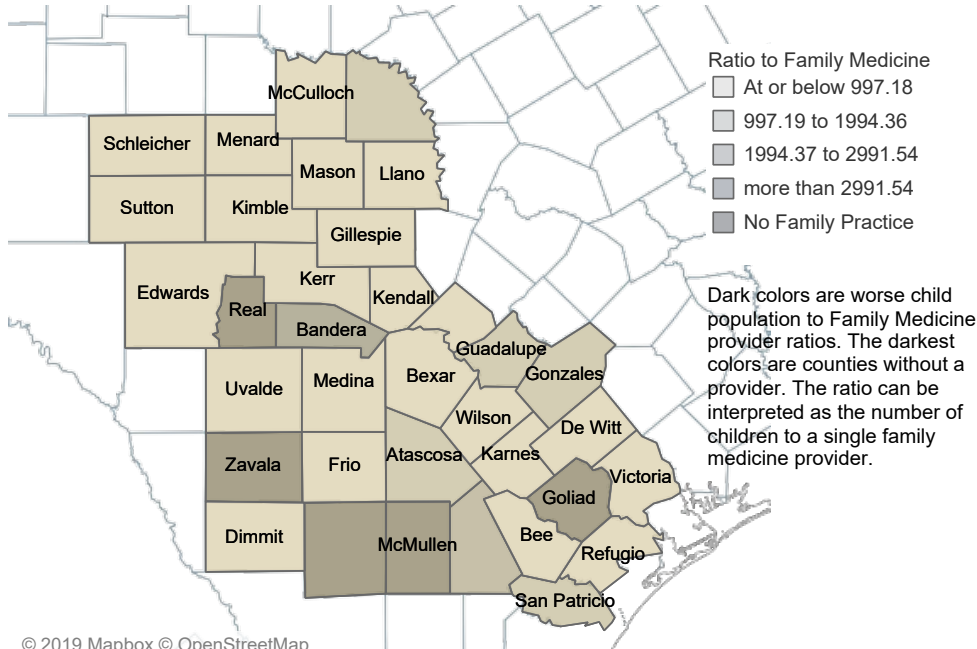 McCulloch
Schleicher
Menard
Mason
Llano
Sutton
Kimble
Gillespie
Kerr
Edwards
Kendall
Real
Bandera
Guadalupe
Bexar
Gonzales
Uvalde
Medina
Wilson
De Witt
Atascosa
Karnes
Zavala
Frio
Victoria
Goliad
Dimmit
McMullen
Bee
Refugio
San Patricio
© 2019 Mapbox © OpenStreetMap
Ratio to Family Medicine
At or below 997.18
997.19 to 1994.36
1994.37 to 2991.54
more than 2991.54
No Family Practice
Dark colors are worse child
population to Family Medicine
provider ratios. The darkest
colors are counties without a
provider. The ratio can be
interpreted as the number of
children to a single family
medicine provider.